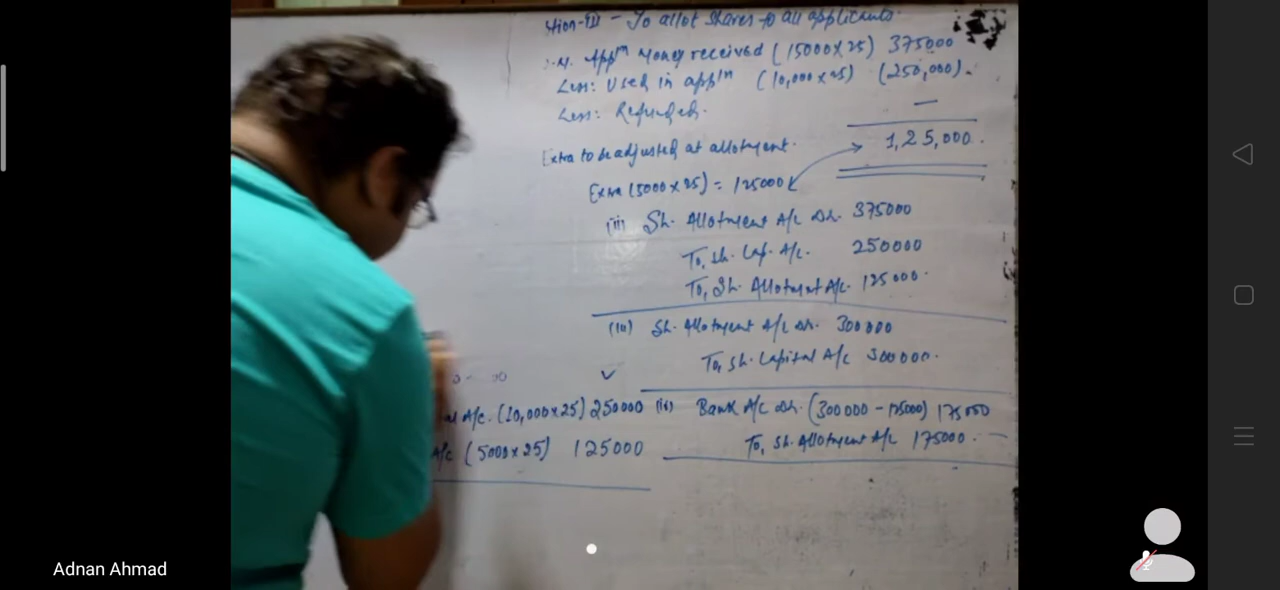 tion-III - To allot shares to all applicants.
:. M. Appⁿ Money received (15000x25) 375000
Less: Used in appⁿ (10,000x25) (250,000).
Less: Refunded. —
Extra to be adjusted at allotment. 1,25,000.
Extra (5000x25) = 125000
(ii) Sh. Allotment A/c Dr. 375000
To, Sh. Cap. A/c. 250000
To, Sh. Allotment A/c. 125000.
(iii) Sh. Allotment A/c Dr. 300000
To, Sh. Capital A/c 300000.
A/c. (10,000x25) 250000
A/c (5000x25) 125000
(iv) Bank A/c Dr. (300000 - 125000) 175000
To, Sh. Allotment A/c 175000.
Adnan Ahmad